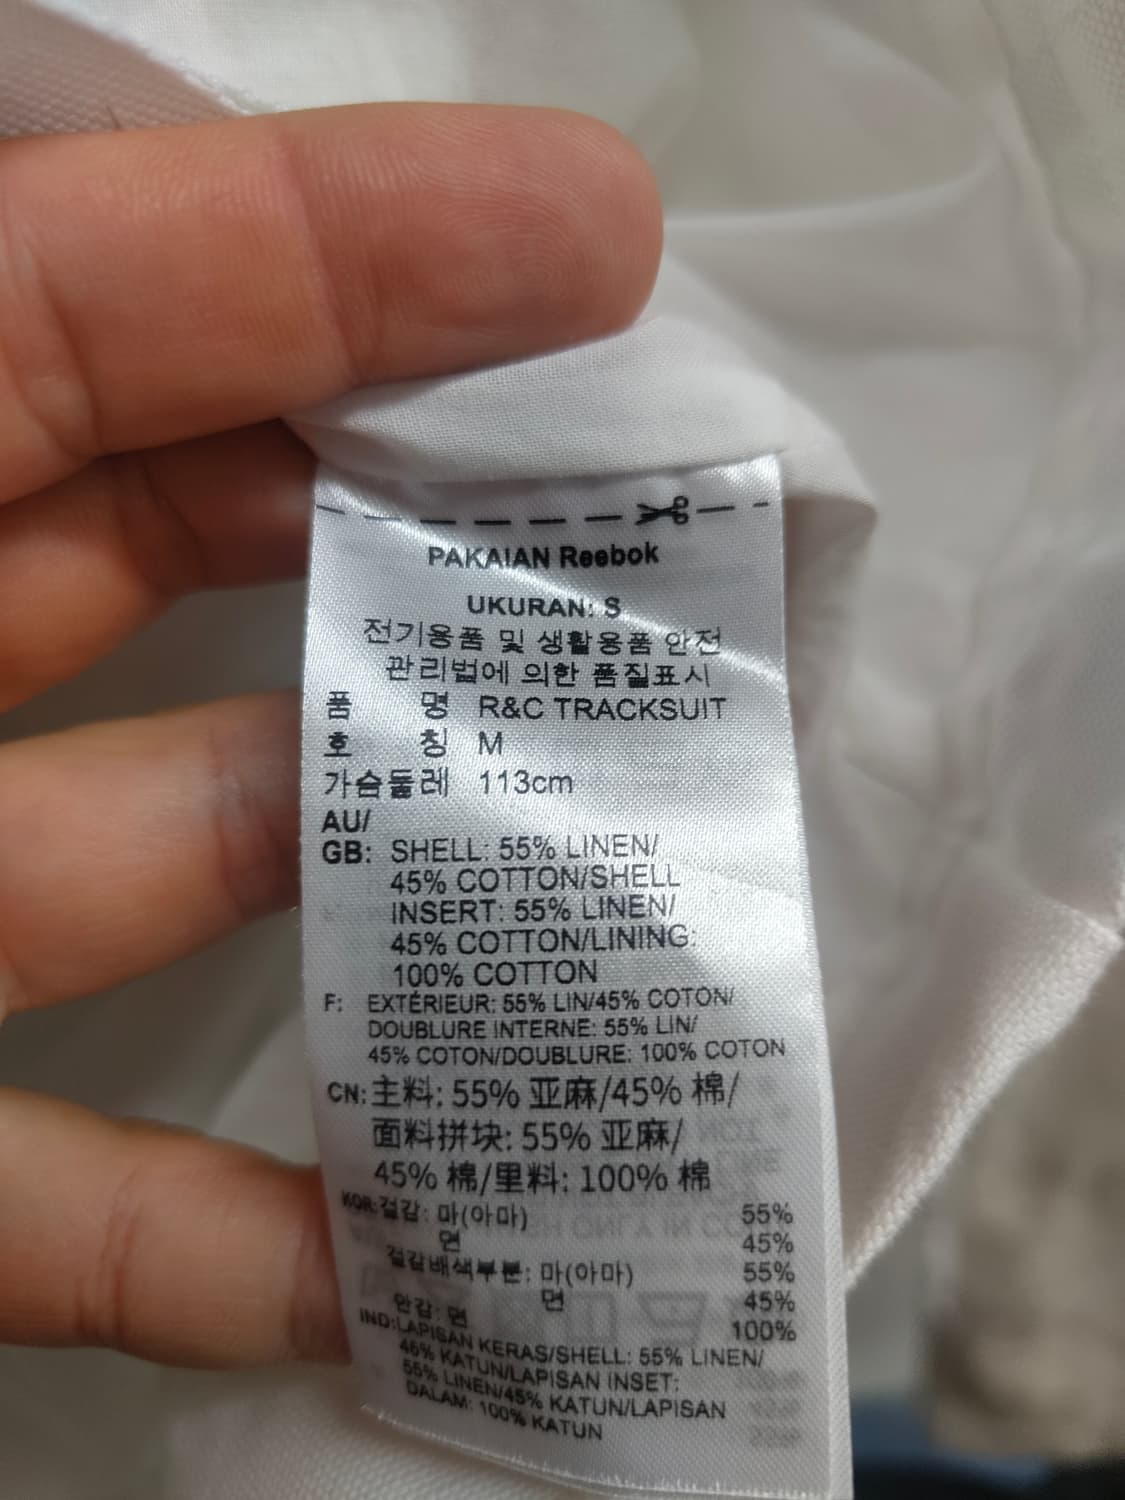 PAKAIAN Reebok
UKURAN: S
전기용품 및 생활용품 안전
관리법에 의한 품질표시
품 명 R&C TRACKSUIT
호 칭 M
가슴둘레 113cm
AU/
GB: SHELL: 55% LINEN/
45% COTTON/SHELL
INSERT: 55% LINEN/
45% COTTON/LINING:
100% COTTON
F: EXTÉRIEUR: 55% LIN/45% COTON/
DOUBLURE INTERNE: 55% LIN/
45% COTON/DOUBLURE: 100% COTON
CN: 主料: 55% 亚麻/45% 棉/
面料拼块: 55% 亚麻/
45% 棉/里料: 100% 棉
KOR: 겉감: 마(아마) 55%
면 45%
겉감배색부분: 마(아마) 55%
면 45%
안감: 면 100%
IND: LAPISAN KERAS/SHELL: 55% LINEN/
45% KATUN/LAPISAN INSET:
55% LINEN/45% KATUN/LAPISAN
DALAM: 100% KATUN